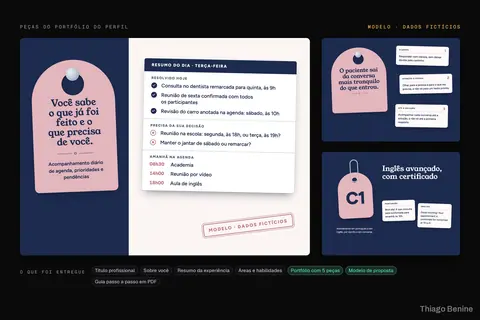 PEÇAS DO PORTFÓLIO DO PERFIL
MODELO · DADOS FICTÍCIOS
Você sabe
o que já foi
feito e o
que precisa
de você.
Acompanhamento diário
de agenda, prioridades e
pendências
RESUMO DO DIA · TERÇA-FEIRA
RESOLVIDO HOJE
Consulta no dentista remarcada para quinta, às 9h
Reunião de sexta confirmada com todos
os participantes
Revisão do carro anotada na agenda: sábado, às 10h
PRECISA DA SUA DECISÃO
Reunião na escola: segunda, às 18h, ou terça, às 19h?
Manter o jantar de sábado ou remarcar?
AMANHÃ NA AGENDA
08h30 Academia
14h00 Reunião por vídeo
18h00 Aula de inglês
MODELO · DADOS FICTÍCIOS
O paciente sai
da conversa
mais tranquilo
do que entrou.
Inglês avançado,
com certificado
C1
O QUE FOI ENTREGUE
Título profissional
Sobre você
Resumo da experiência
Áreas e habilidades
Portfólio com 5 peças
Modelo de proposta
Guia passo a passo em PDF
Thiago Benine